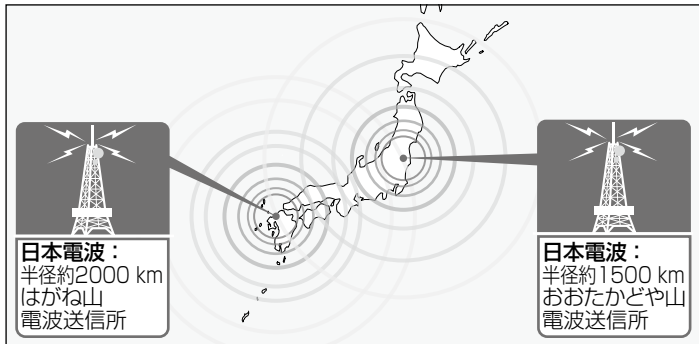 日本電波：
半径約2000 km
はがね山
電波送信所
日本電波：
半径約1500 km
おおたかどや山
電波送信所